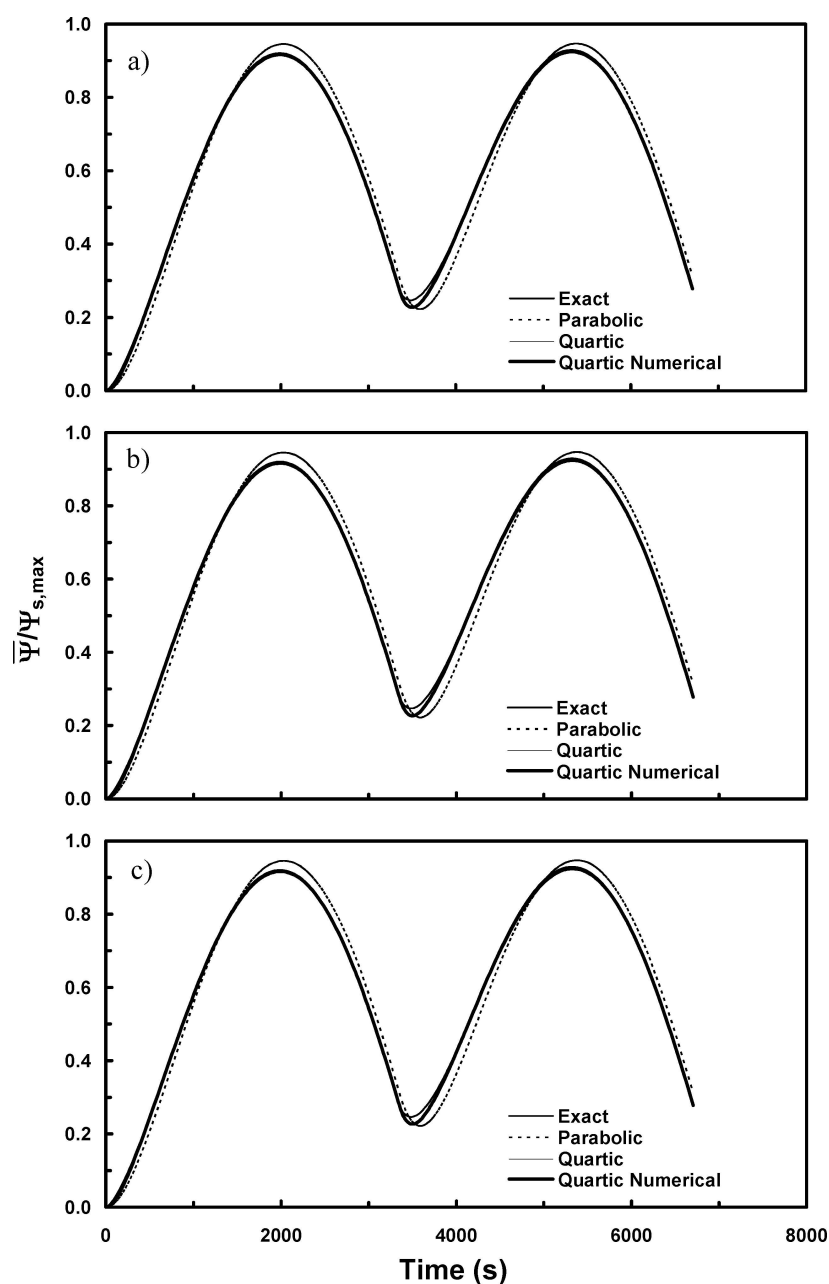 1.0
a)
0.8
0.6
0.4
Exact
0.2
Parabolic
Quartic
Quartic Numerical
0.0
1.0
b)
0.8
0.6
0.4
Exact
0.2
Parabolic
Quartic
Quartic Numerical
0.0
Ψ̅/Ψs,max
1.0
c)
0.8
0.6
0.4
Exact
0.2
Parabolic
Quartic
Quartic Numerical
0.0
0 2000 4000 6000 8000
Time (s)